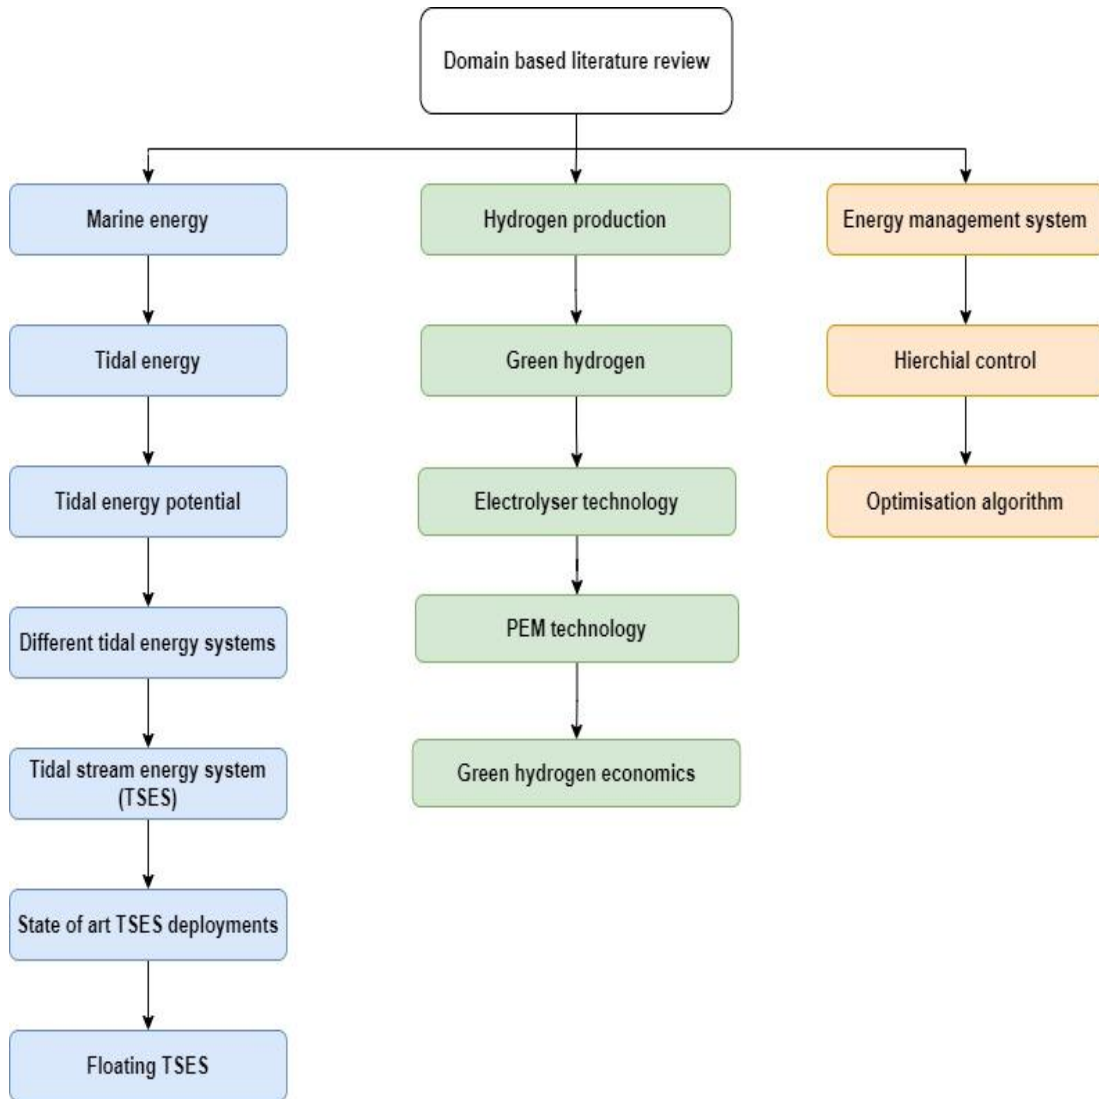 Domain based literature review
Marine energy
Hydrogen production
Energy management system
Tidal energy
Green hydrogen
Hierchial control
Tidal energy potential
Electrolyser technology
Optimisation algorithm
Different tidal energy systems
PEM technology
Tidal stream energy system
(TSES)
Green hydrogen economics
State of art TSES deployments
Floating TSES